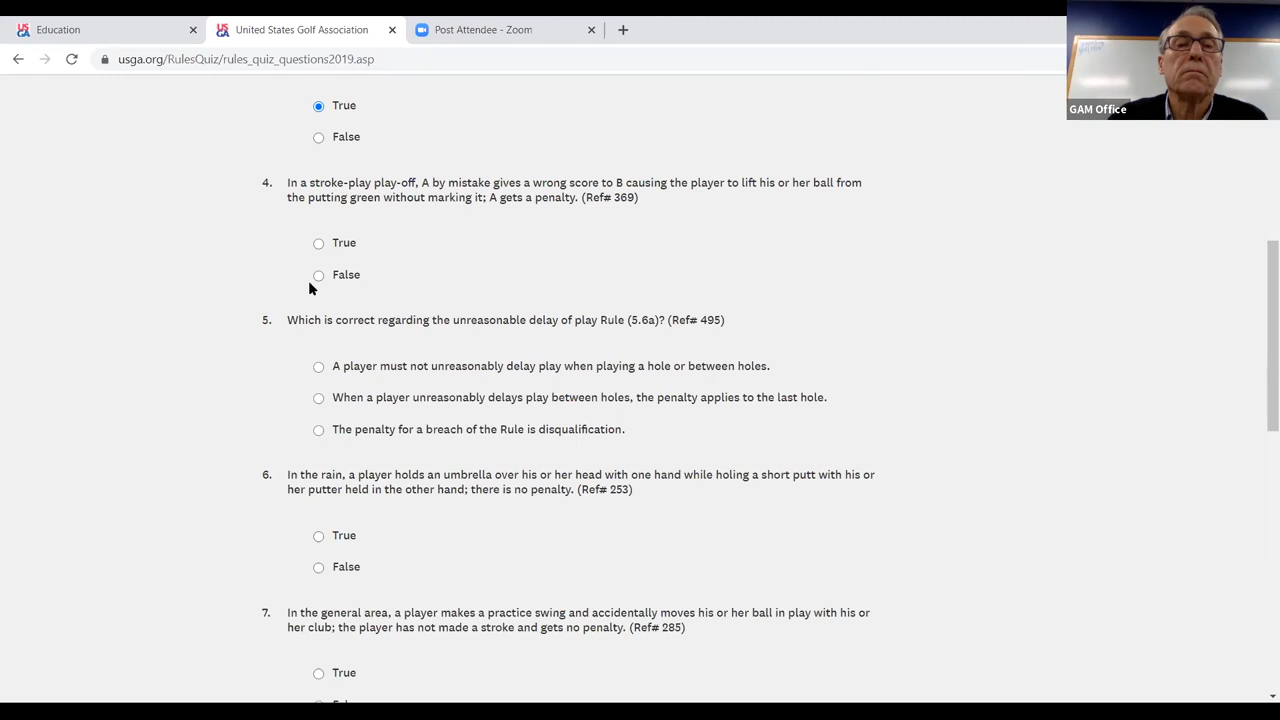 Education
United States Golf Association
Post Attendee - Zoom
usga.org/RulesQuiz/rules_quiz_questions2019.asp
GAM Office
True
False
4. In a stroke-play play-off, A by mistake gives a wrong score to B causing the player to lift his or her ball from
the putting green without marking it; A gets a penalty. (Ref# 369)
True
False
5. Which is correct regarding the unreasonable delay of play Rule (5.6a)? (Ref# 495)
A player must not unreasonably delay play when playing a hole or between holes.
When a player unreasonably delays play between holes, the penalty applies to the last hole.
The penalty for a breach of the Rule is disqualification.
6. In the rain, a player holds an umbrella over his or her head with one hand while holing a short putt with his or
her putter held in the other hand; there is no penalty. (Ref# 253)
True
False
7. In the general area, a player makes a practice swing and accidentally moves his or her ball in play with his or
her club; the player has not made a stroke and gets no penalty. (Ref# 285)
True